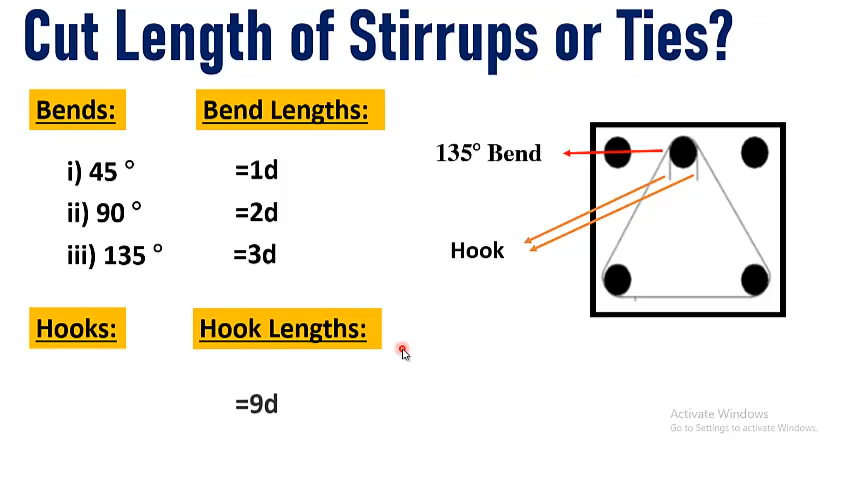 Cut Length of Stirrups or Ties?
Bends:
Bend Lengths:
i) 45 °
=1d
ii) 90 °
=2d
iii) 135 °
=3d
135° Bend
Hook
Hooks:
Hook Lengths:
=9d
Activate Windows
Go to Settings to activate Windows.